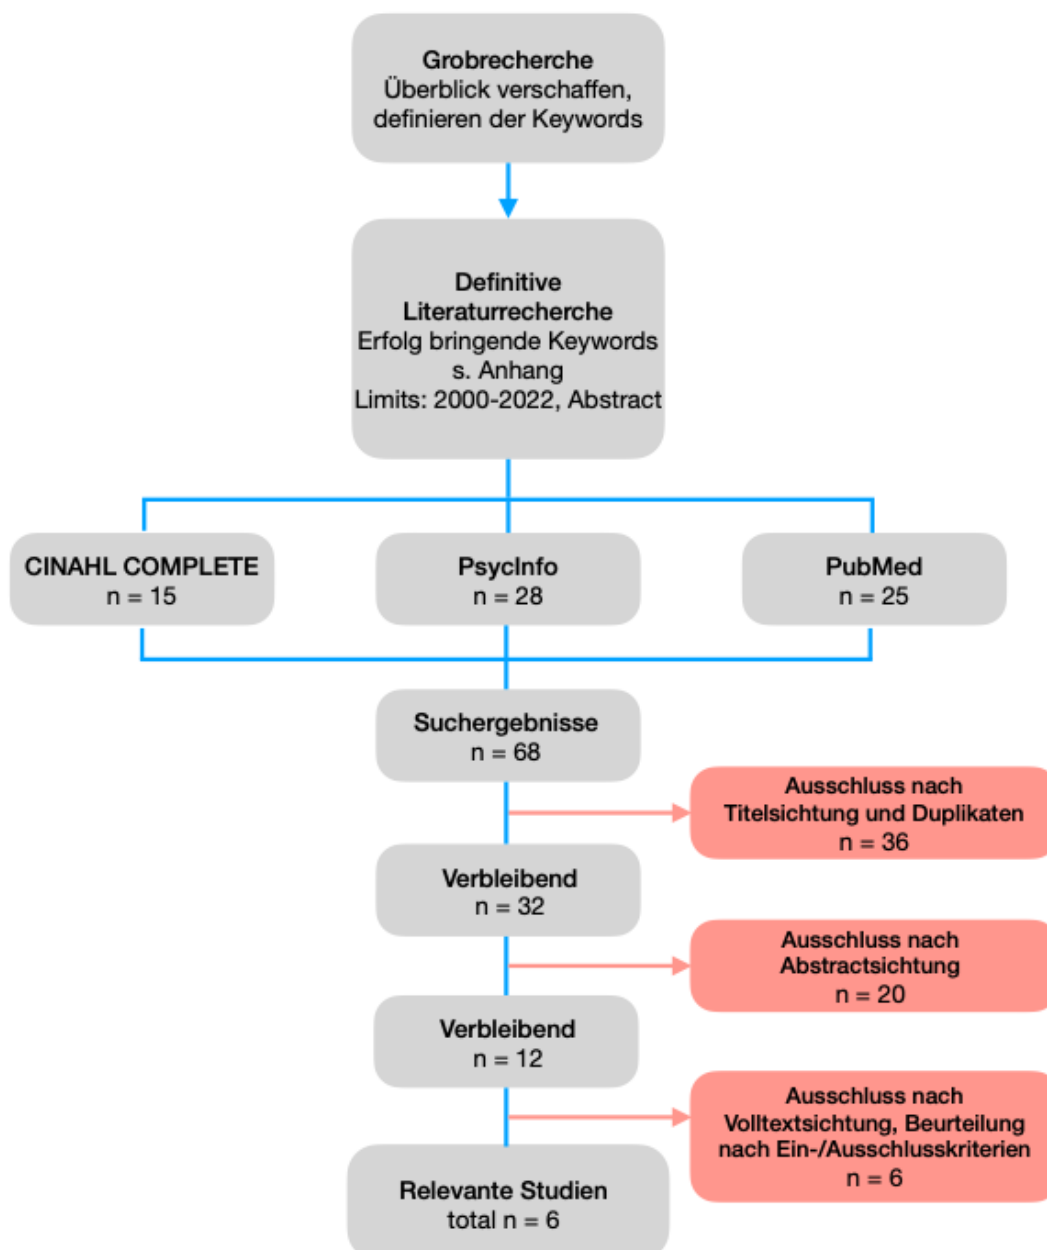 Grobrecherche
Überblick verschaffen,
definieren der Keywords
Definitive
Literaturrecherche
Erfolg bringende Keywords
s. Anhang
Limits: 2000-2022, Abstract
CINAHL COMPLETE
n = 15
PsycInfo
n = 28
PubMed
n = 25
Suchergebnisse
n = 68
Ausschluss nach
Titelsichtung und Duplikaten
n = 36
Verbleibend
n = 32
Ausschluss nach
Abstractsichtung
n = 20
Verbleibend
n = 12
Ausschluss nach
Volltextsichtung, Beurteilung
nach Ein-/Ausschlusskriterien
n = 6
Relevante Studien
total n = 6